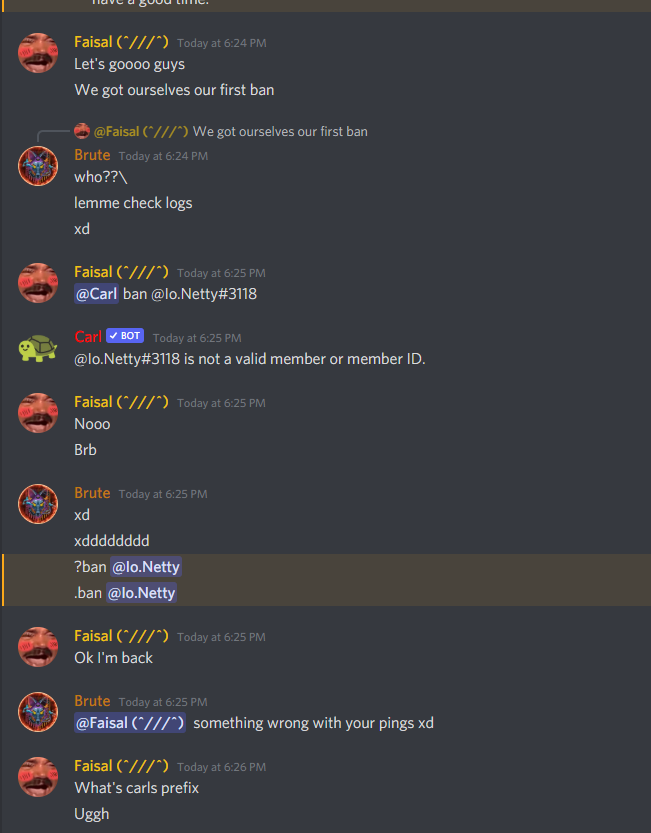 have a good time.
Faisal (^///^) Today at 6:24 PM
Let's goooo guys
We got ourselves our first ban
@Faisal (^///^) We got ourselves our first ban
Brute Today at 6:24 PM
who??\
lemme check logs
xd
Faisal (^///^) Today at 6:25 PM
@Carl ban @Io.Netty#3118
Carl ✓ BOT Today at 6:25 PM
@Io.Netty#3118 is not a valid member or member ID.
Faisal (^///^) Today at 6:25 PM
Nooo
Brb
Brute Today at 6:25 PM
xd
xdddddddd
?ban @Io.Netty
.ban @Io.Netty
Faisal (^///^) Today at 6:25 PM
Ok I'm back
Brute Today at 6:25 PM
@Faisal (^///^) something wrong with your pings xd
Faisal (^///^) Today at 6:26 PM
What's carls prefix
Uggh